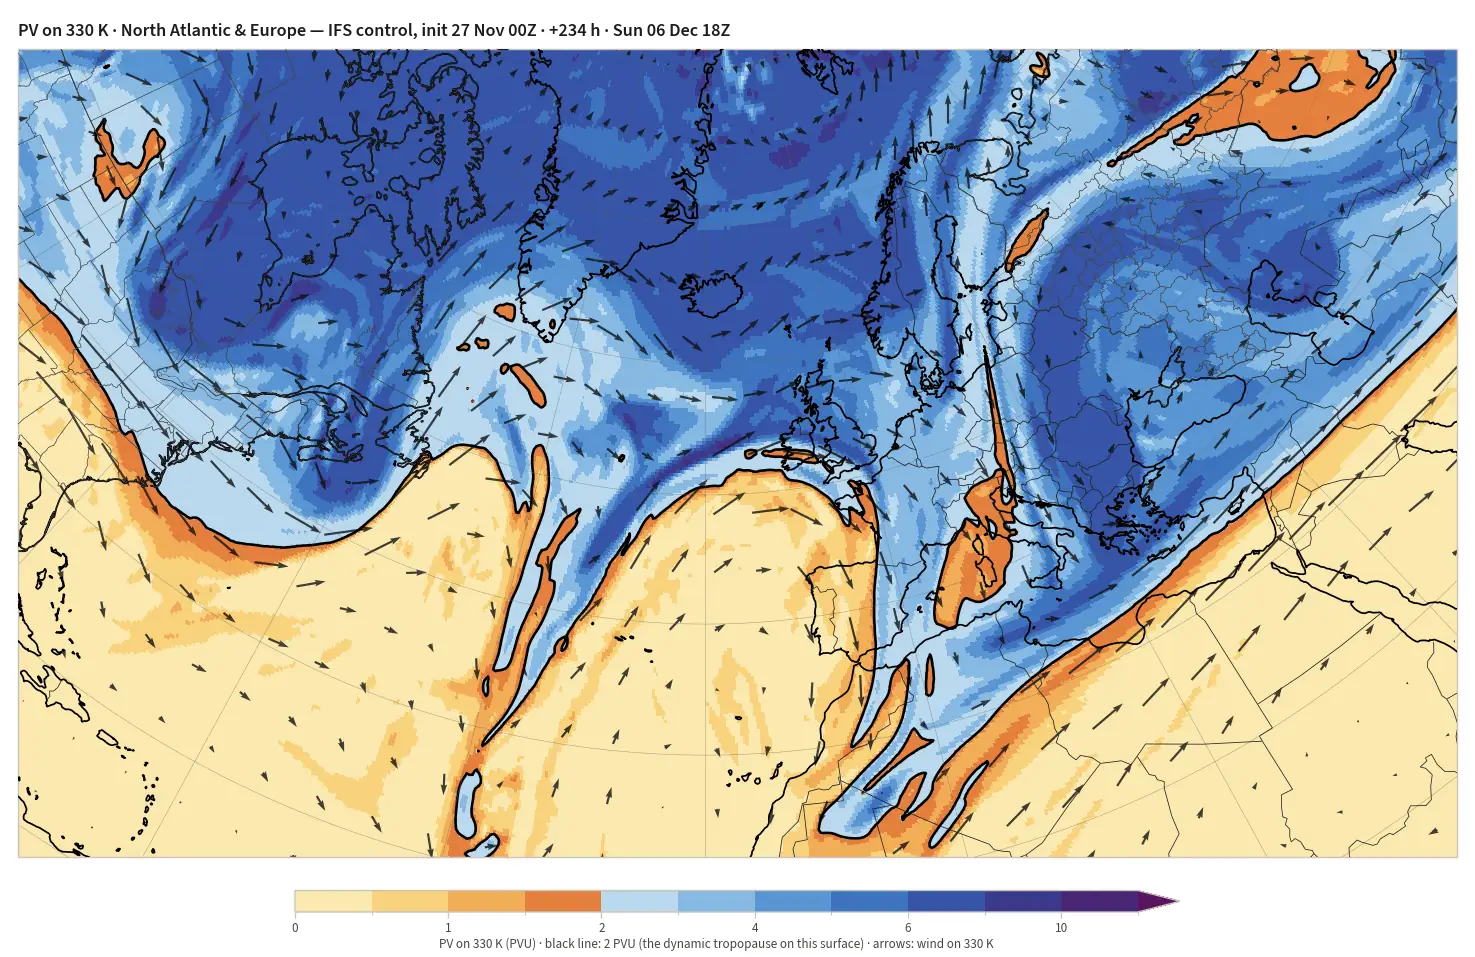 PV on 330 K · North Atlantic & Europe — IFS control, init 27 Nov 00Z · +234 h · Sun 06 Dec 18Z
0 1 2 4 6 10
PV on 330 K (PVU) · black line: 2 PVU (the dynamic tropopause on this surface) · arrows: wind on 330 K